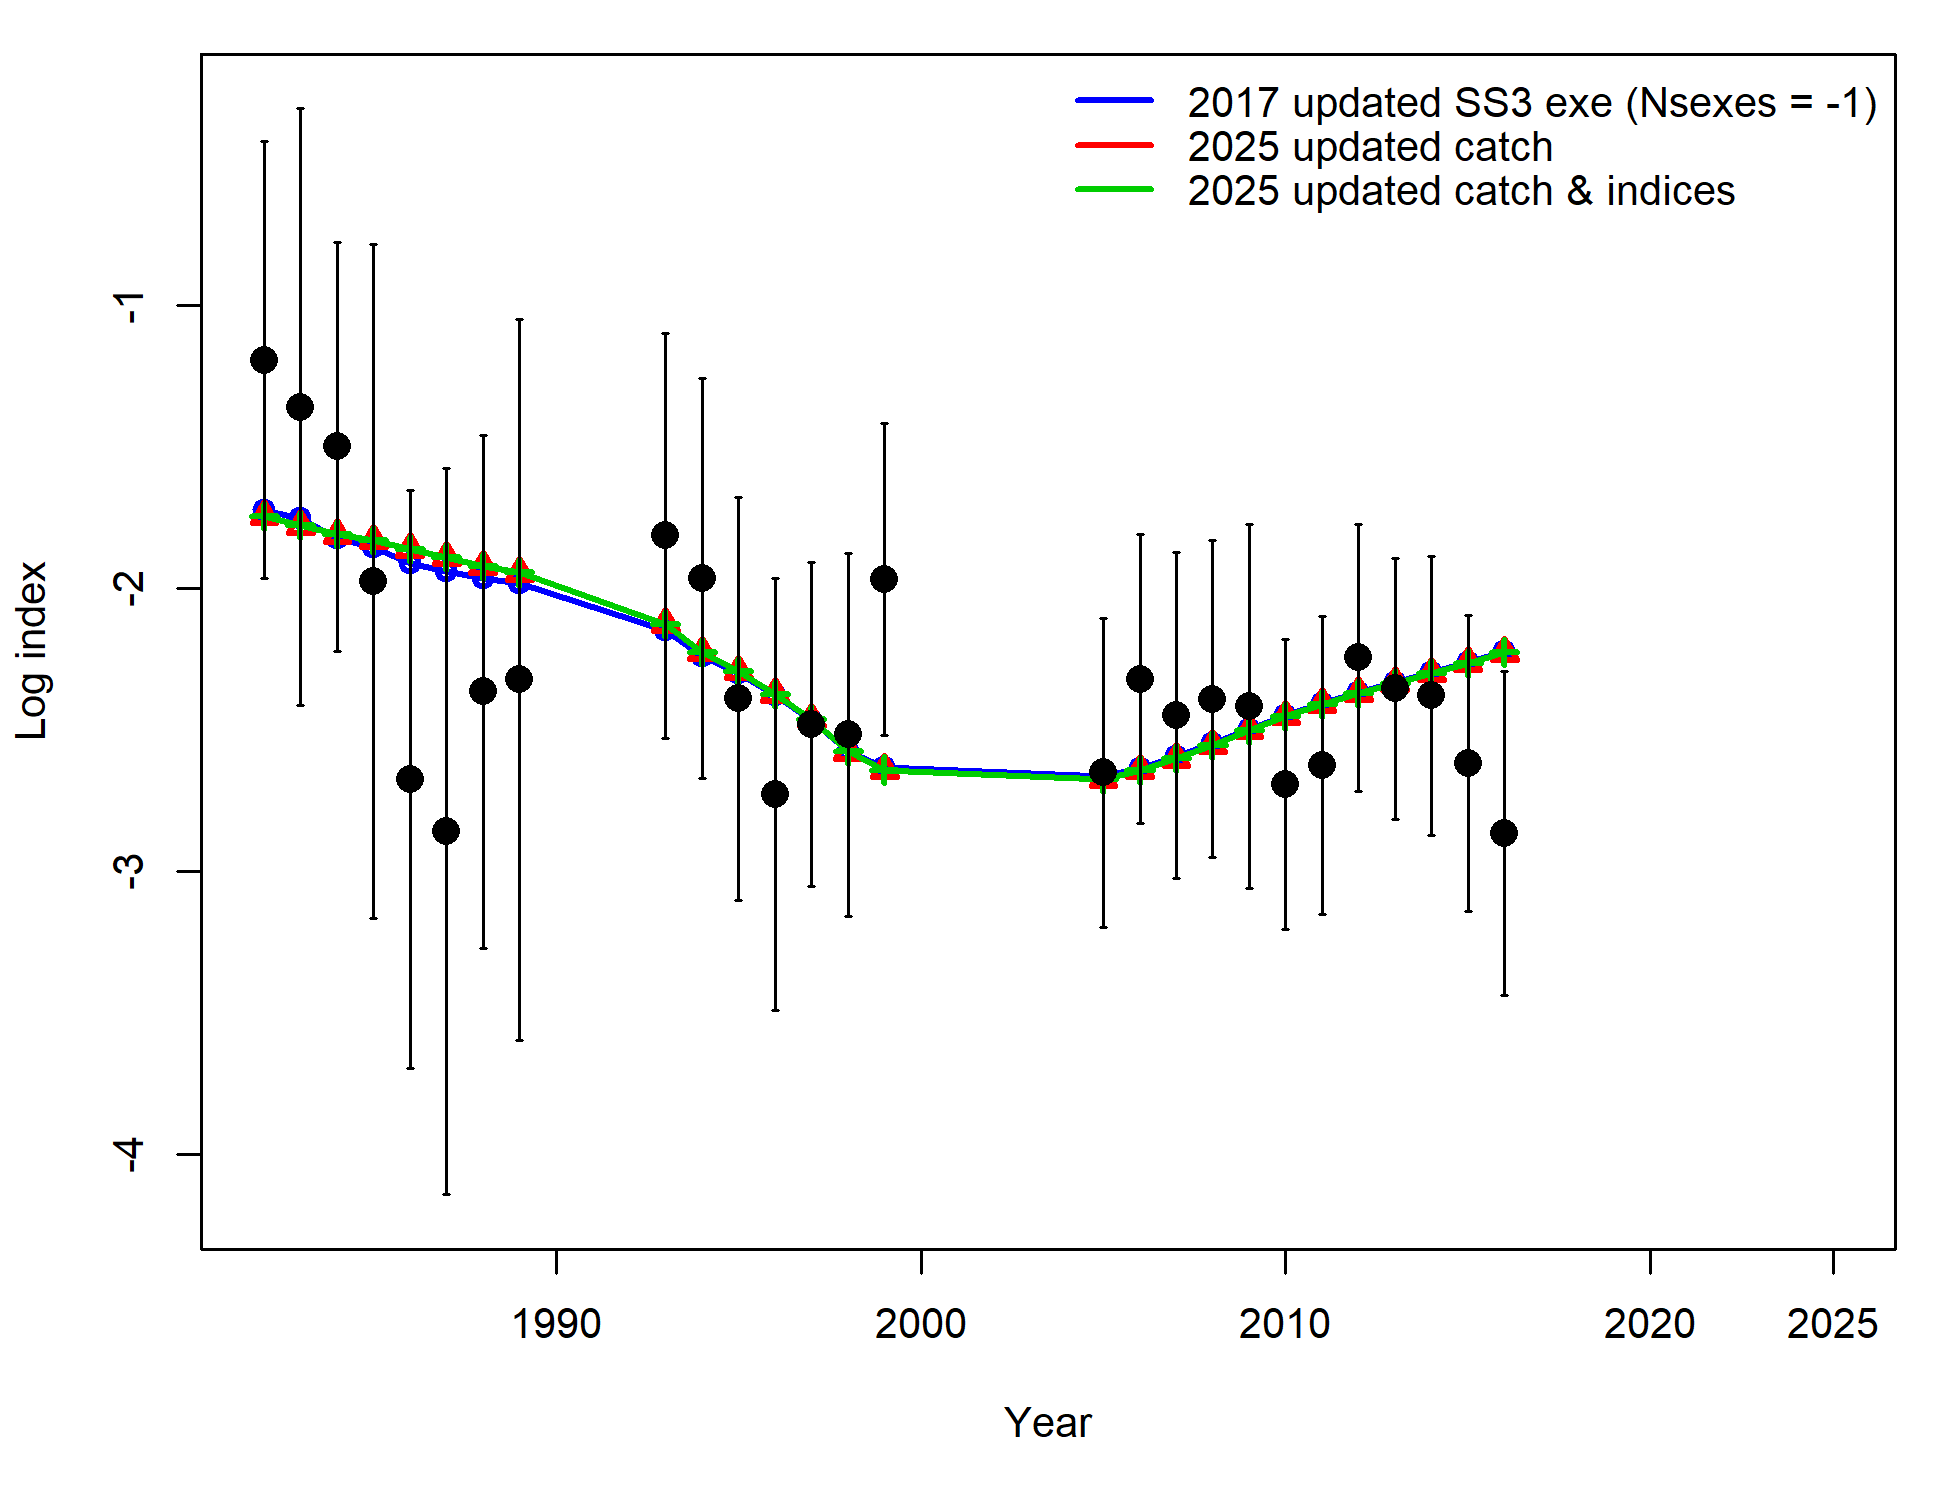 2017 updated SS3 exe (Nsexes = -1)
2025 updated catch
2025 updated catch & indices
Log index
-1
-2
-3
-4
1990
2000
2010
2020
2025
Year